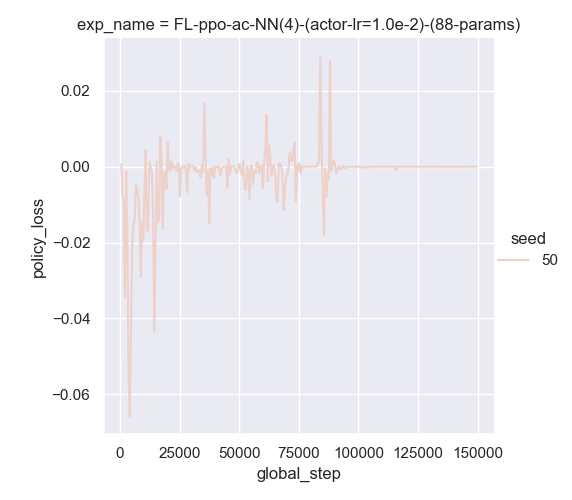 exp_name = FL-ppo-ac-NN(4)-(actor-lr=1.0e-2)-(88-params)
0.02
0.00
−0.02
−0.04
−0.06
policy_loss
0 25000 50000 75000 100000 125000 150000
global_step
seed
50